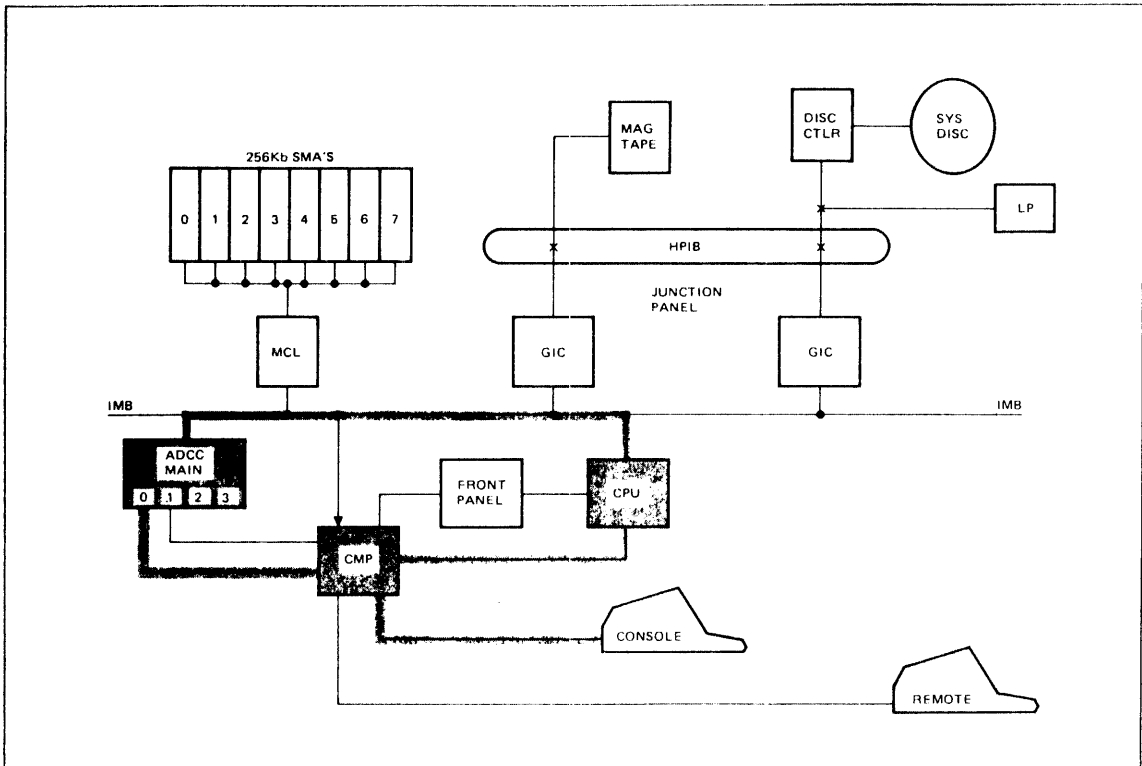 256Kb SMA'S
0 1 2 3 4 5 6 7
MAG
TAPE
DISC
CTLR
SYS
DISC
LP
HPIB
JUNCTION
PANEL
MCL
GIC
GIC
IMB
IMB
ADCC
MAIN
0 1 2 3
FRONT
PANEL
CPU
CMP
CONSOLE
REMOTE